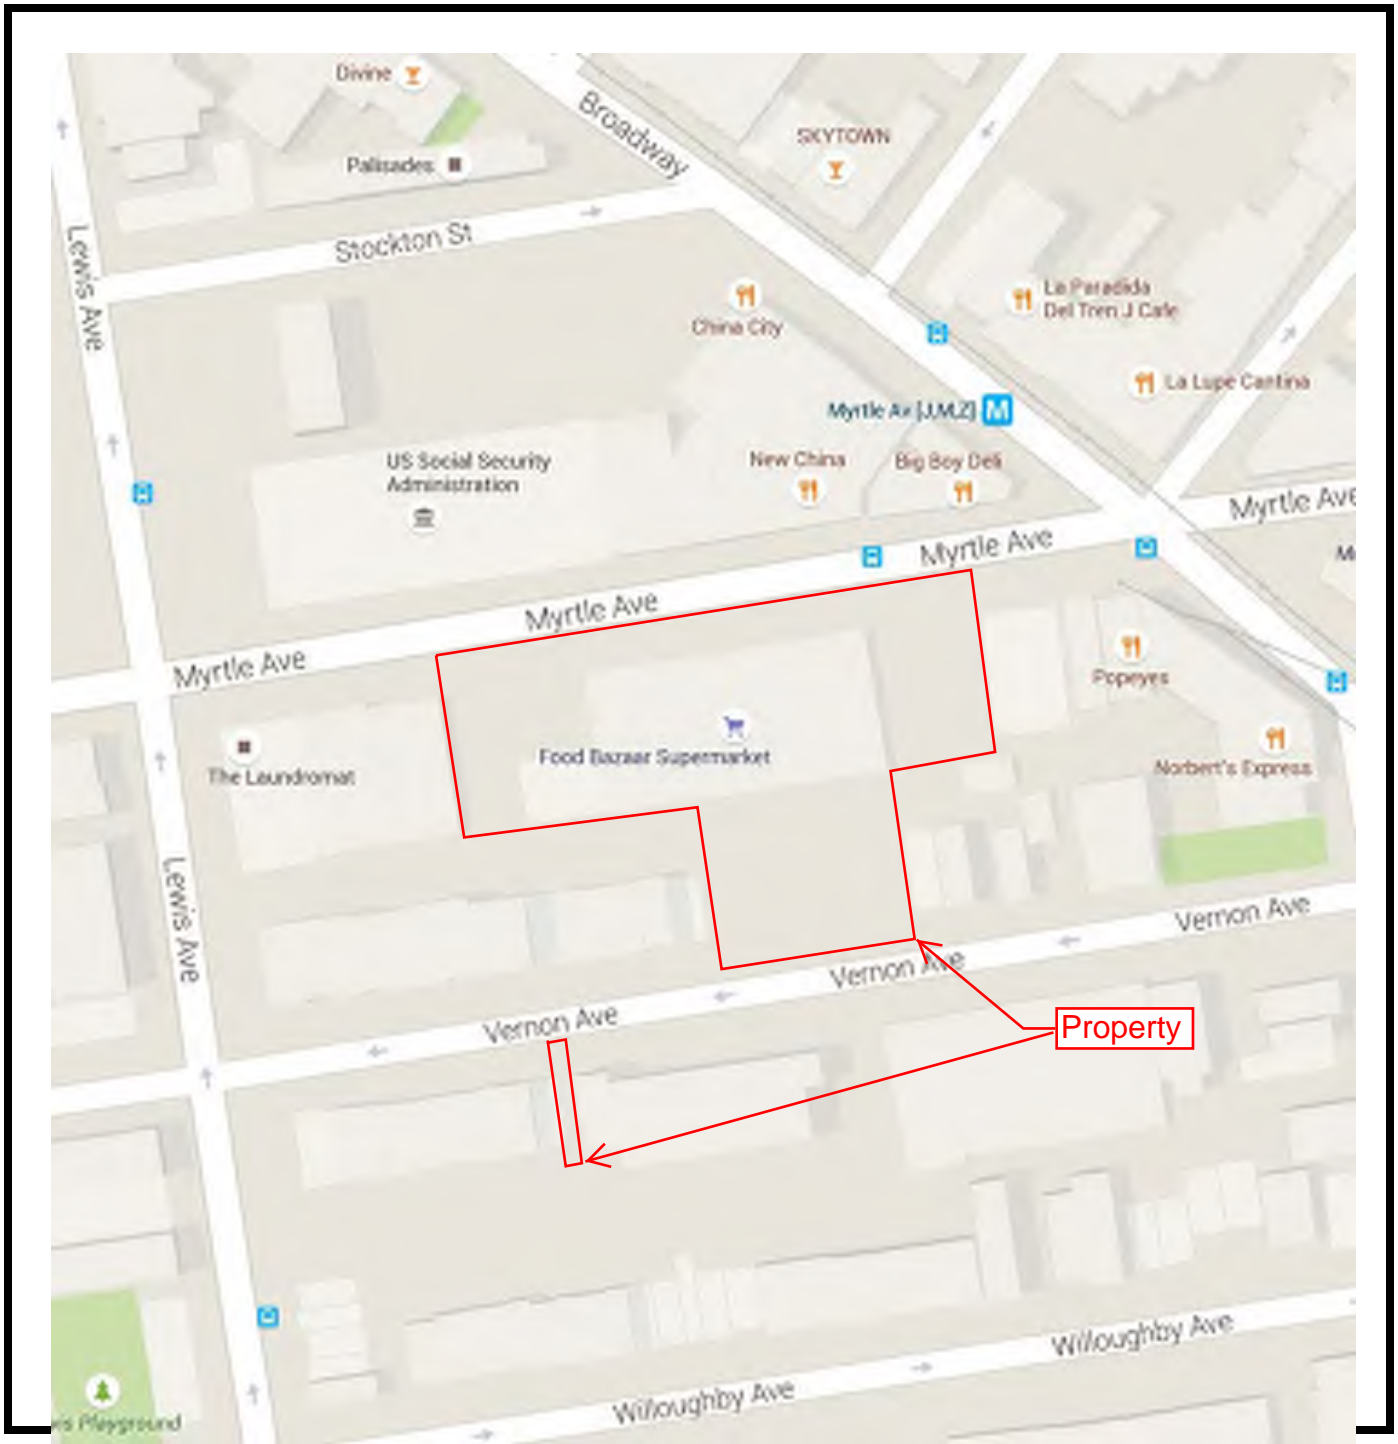 Divine
Broadway
SKYTOWN
Palisades
Stockton St
Lewis Ave
La Paradida
Del Tren J Cafe
China City
La Lupe Cantina
Myrtle Av [J,M,Z]
M
US Social Security
Administration
New China
Big Boy Deli
Myrtle Ave
Myrtle Ave
Myrtle Ave
Myrtle Ave
Popeyes
Food Bazaar Supermarket
The Laundromat
Norbert's Express
Lewis Ave
Vernon Ave
Vernon Ave
Vernon Ave
Property
Willoughby Ave
Willoughby Ave
Playground